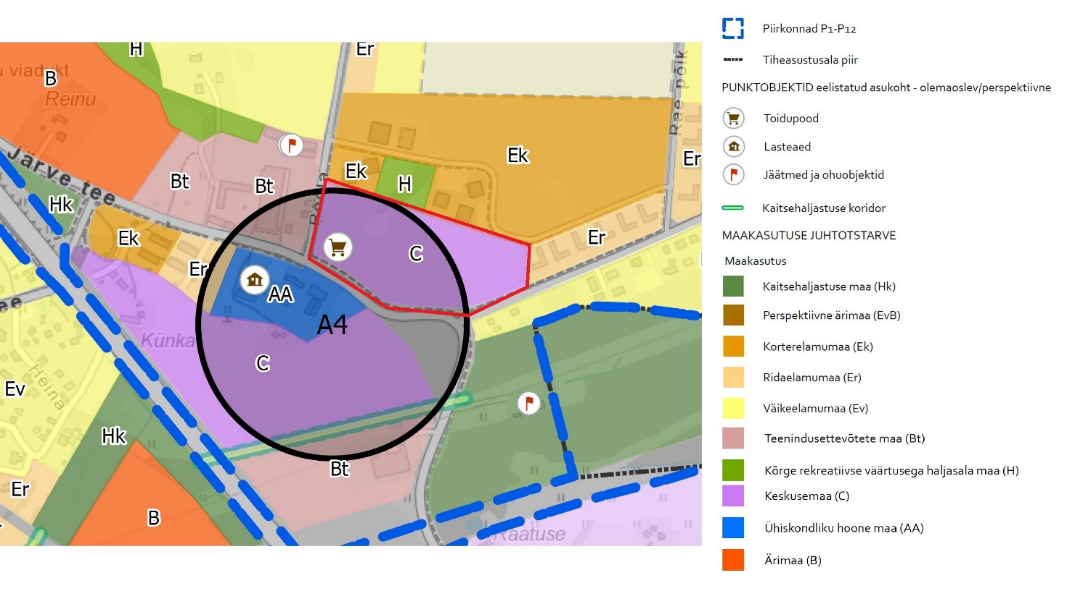 H
Er
u viadukt
B
Reinu
Rae põik
Ek
Er
Järve tee
Bt
Bt
Ek
H
Hk
Ek
C
Er
Er
AA
A4
Künka
C
Ev
Heina
Hk
Bt
Er
B
Raatuse
Piirkonnad P1-P12
Tiheasustusala piir
PUNKTOBJEKTID eelistatud asukoht - olemaoslev/perspektiivne
Toidupood
Lasteaed
Jäätmed ja ohuobjektid
Kaitsehaljastuse koridor
MAAKASUTUSE JUHTOTSTARVE
Maakasutus
Kaitsehaljastuse maa (Hk)
Perspektiivne ärimaa (EvB)
Korterelamumaa (Ek)
Ridaelamumaa (Er)
Väikeelamumaa (Ev)
Teenindusettevõtete maa (Bt)
Kõrge rekreatiivse väärtusega haljasala maa (H)
Keskusemaa (C)
Ühiskondliku hoone maa (AA)
Ärimaa (B)